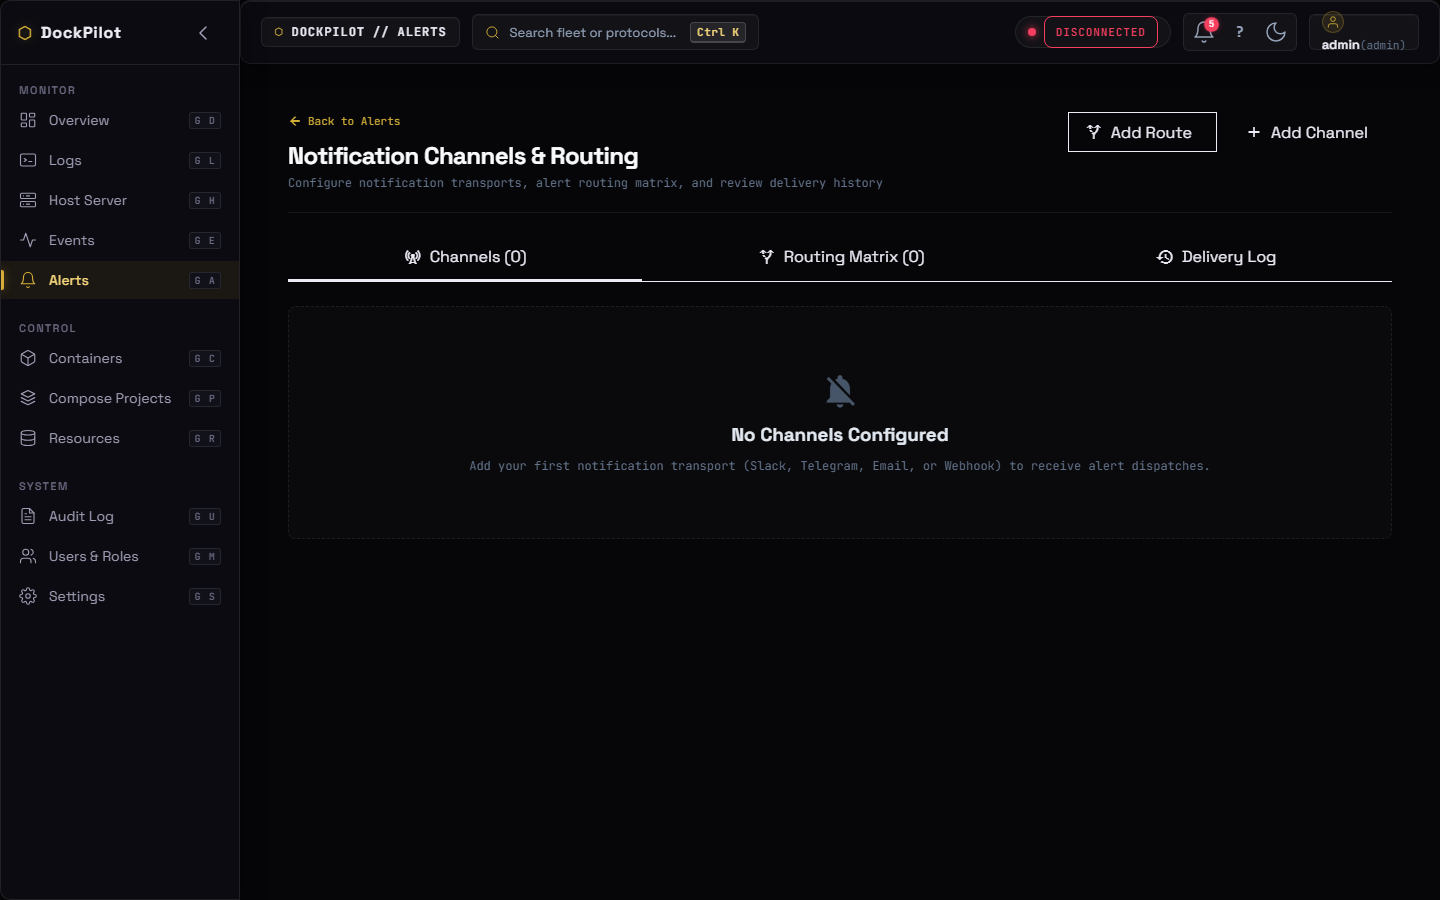 DockPilot
DOCKPILOT // ALERTS
Search fleet or protocols...
Ctrl K
DISCONNECTED
5
?
admin(admin)
MONITOR
Overview G D
Logs G L
Host Server G H
Events G E
Alerts G A
CONTROL
Containers G C
Compose Projects G P
Resources G R
SYSTEM
Audit Log G U
Users & Roles G M
Settings G S
Back to Alerts
Notification Channels & Routing
Configure notification transports, alert routing matrix, and review delivery history
Add Route
Add Channel
Channels (0)
Routing Matrix (0)
Delivery Log
No Channels Configured
Add your first notification transport (Slack, Telegram, Email, or Webhook) to receive alert dispatches.